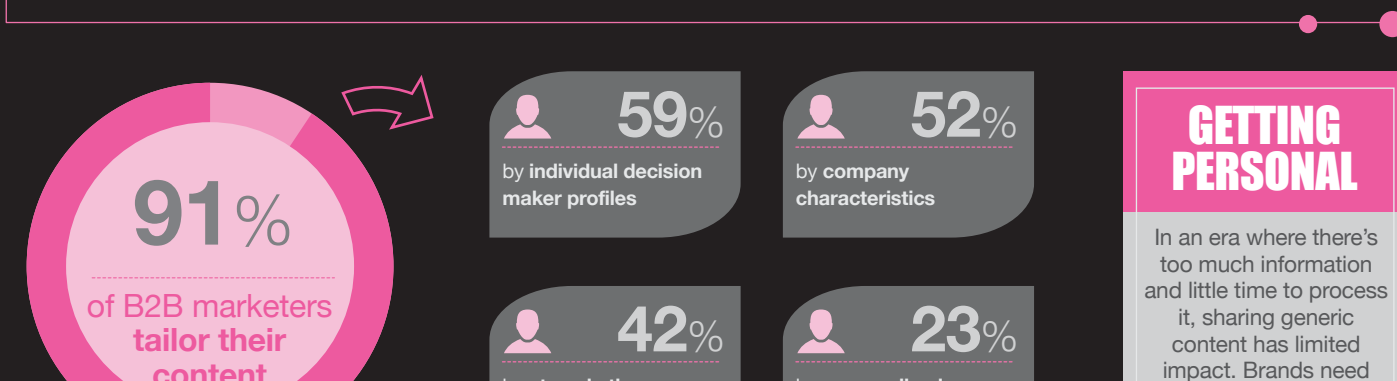 91%
of B2B marketers
tailor their
content
59%
by individual decision
maker profiles
52%
by company
characteristics
42%
23%
GETTING
PERSONAL
In an era where there's
too much information
and little time to process
it, sharing generic
content has limited
impact. Brands need